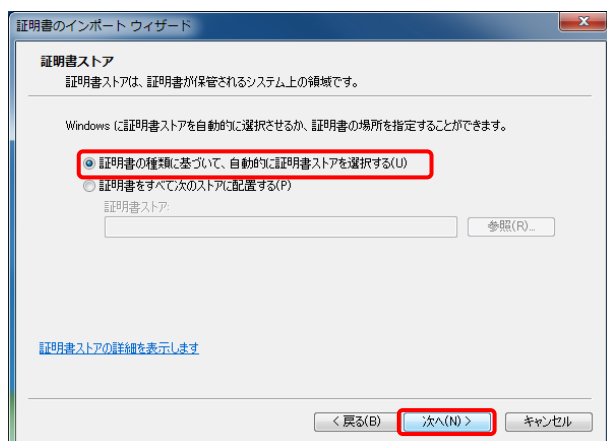 証明書のインポート ウィザード
証明書ストア
証明書ストアは、証明書が保管されるシステム上の領域です。
Windows に証明書ストアを自動的に選択させるか、証明書の場所を指定することができます。
証明書の種類に基づいて、自動的に証明書ストアを選択する(U)
証明書をすべて次のストアに配置する(P)
証明書ストア:
参照(R)...
証明書ストアの詳細を表示します
< 戻る(B)
次へ(N) >
キャンセル